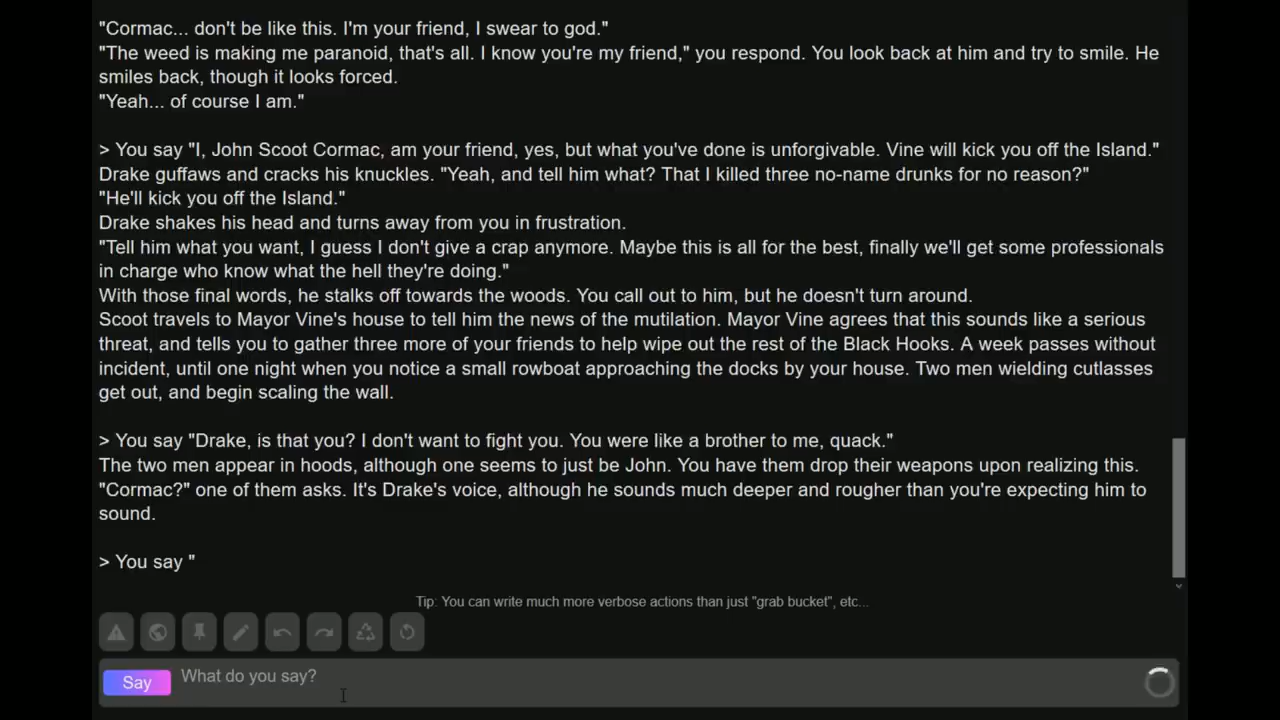 "Cormac... don't be like this. I'm your friend, I swear to god."
"The weed is making me paranoid, that's all. I know you're my friend," you respond. You look back at him and try to smile. He
smiles back, though it looks forced.
"Yeah... of course I am."
> You say "I, John Scoot Cormac, am your friend, yes, but what you've done is unforgivable. Vine will kick you off the Island."
Drake guffaws and cracks his knuckles. "Yeah, and tell him what? That I killed three no-name drunks for no reason?"
"He'll kick you off the Island."
Drake shakes his head and turns away from you in frustration.
"Tell him what you want, I guess I don't give a crap anymore. Maybe this is all for the best, finally we'll get some professionals
in charge who know what the hell they're doing."
With those final words, he stalks off towards the woods. You call out to him, but he doesn't turn around.
Scoot travels to Mayor Vine's house to tell him the news of the mutilation. Mayor Vine agrees that this sounds like a serious
threat, and tells you to gather three more of your friends to help wipe out the rest of the Black Hooks. A week passes without
incident, until one night when you notice a small rowboat approaching the docks by your house. Two men wielding cutlasses
get out, and begin scaling the wall.
> You say "Drake, is that you? I don't want to fight you. You were like a brother to me, quack."
The two men appear in hoods, although one seems to just be John. You have them drop their weapons upon realizing this.
"Cormac?" one of them asks. It's Drake's voice, although he sounds much deeper and rougher than you're expecting him to
sound.
> You say "
Tip: You can write much more verbose actions than just "grab bucket", etc...
Say What do you say?